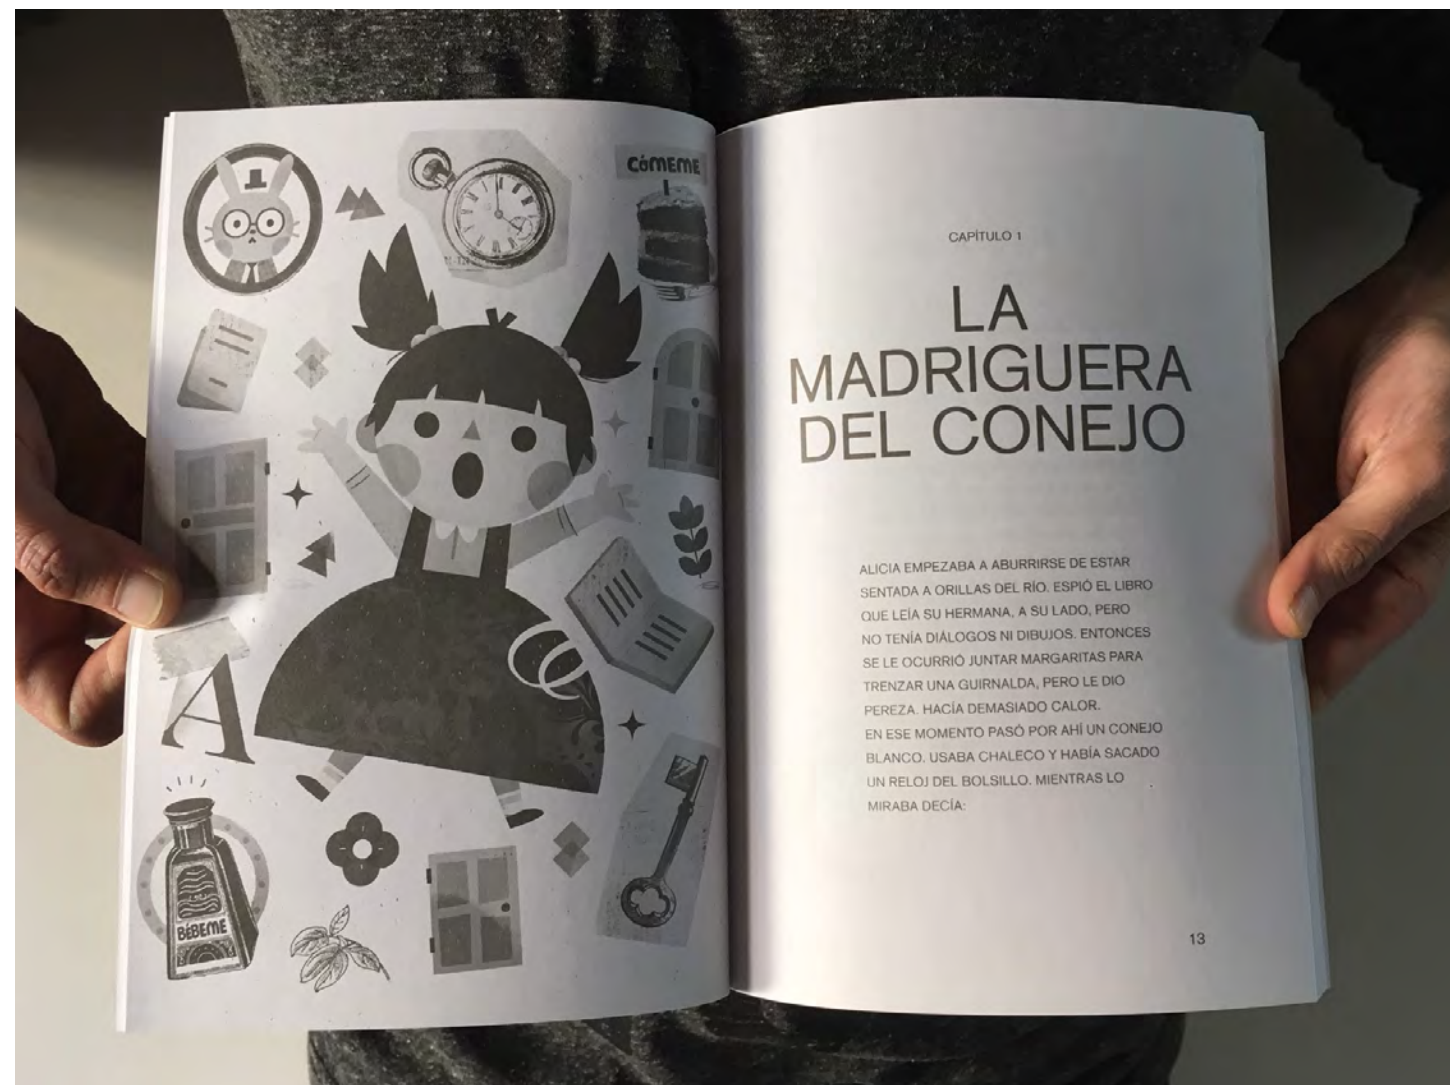 CÓMEME
A
BÉBEME
CAPÍTULO 1
LA
MADRIGUERA
DEL CONEJO
ALICIA EMPEZABA A ABURRIRSE DE ESTAR
SENTADA A ORILLAS DEL RÍO. ESPIÓ EL LIBRO
QUE LEÍA SU HERMANA, A SU LADO, PERO
NO TENÍA DIÁLOGOS NI DIBUJOS. ENTONCES
SE LE OCURRIÓ JUNTAR MARGARITAS PARA
TRENZAR UNA GUIRNALDA, PERO LE DIO
PEREZA. HACÍA DEMASIADO CALOR.
EN ESE MOMENTO PASÓ POR AHÍ UN CONEJO
BLANCO. USABA CHALECO Y HABÍA SACADO
UN RELOJ DEL BOLSILLO. MIENTRAS LO
MIRABA DECÍA:
13